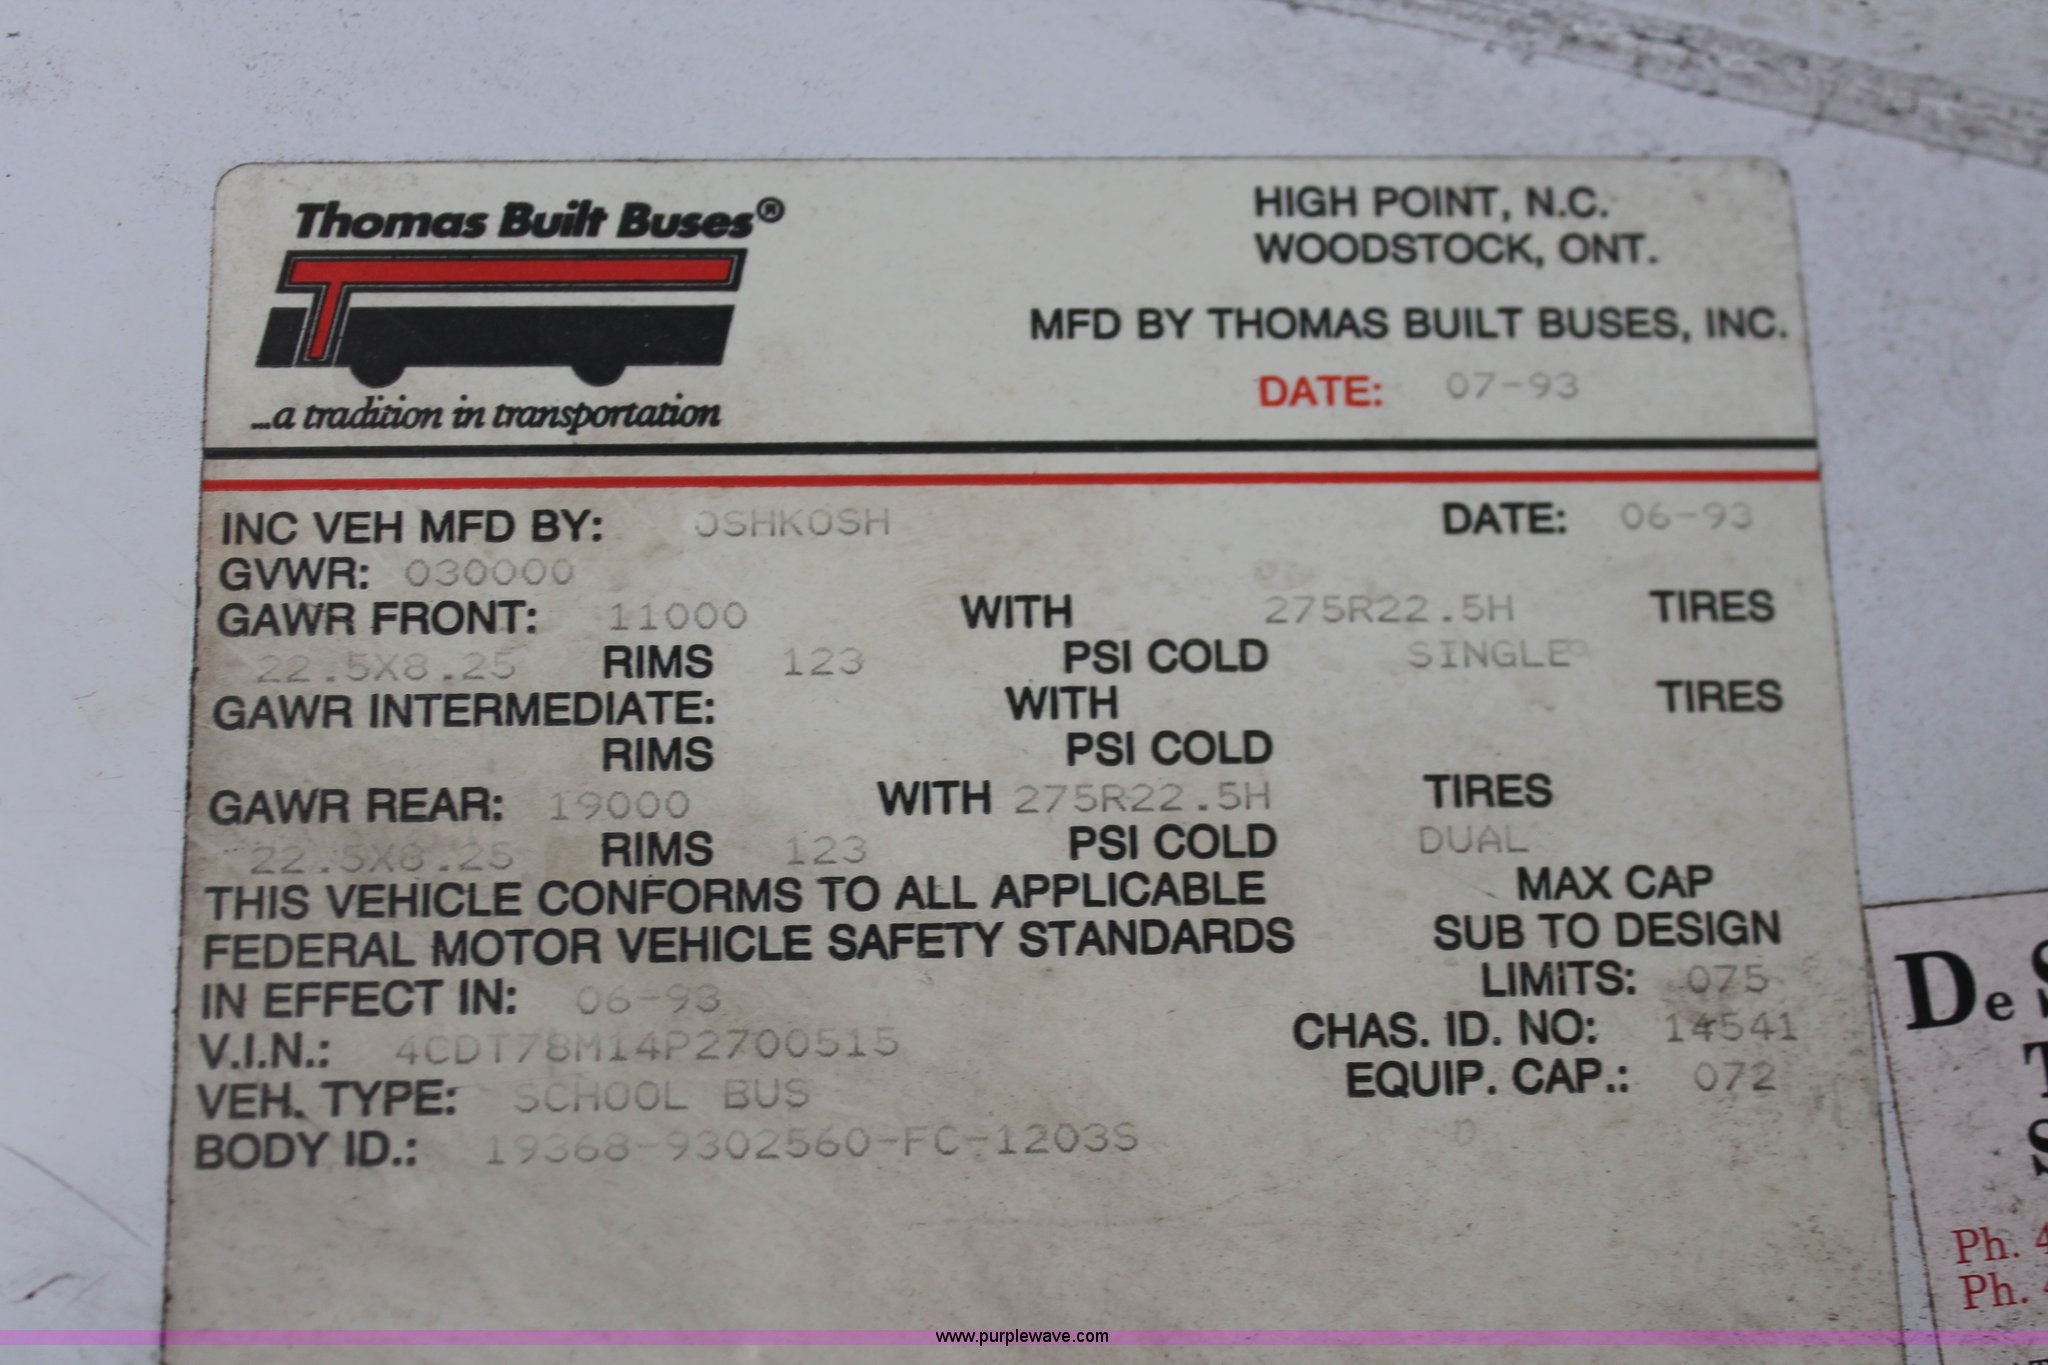 Thomas Built Buses®
...a tradition in transportation
HIGH POINT, N.C.
WOODSTOCK, ONT.
MFD BY THOMAS BUILT BUSES, INC.
DATE: 07-93
INC VEH MFD BY: OSHKOSH DATE: 06-93
GVWR: 030000
GAWR FRONT: 11000 WITH 275R22.5H TIRES
22.5X8.25 RIMS 123 PSI COLD SINGLE
GAWR INTERMEDIATE: WITH TIRES
RIMS PSI COLD
GAWR REAR: 19000 WITH 275R22.5H TIRES
22.5X8.25 RIMS 123 PSI COLD DUAL
THIS VEHICLE CONFORMS TO ALL APPLICABLE
FEDERAL MOTOR VEHICLE SAFETY STANDARDS
IN EFFECT IN: 06-93
MAX CAP
SUB TO DESIGN
LIMITS: 075
V.I.N.: 4CDT78M14P2700515
CHAS. ID. NO: 14541
VEH. TYPE: SCHOOL BUS
EQUIP. CAP.: 072
BODY ID.: 19368-9302560-FC-1203S
De
Ph. 4
Ph.
www.purplewave.com